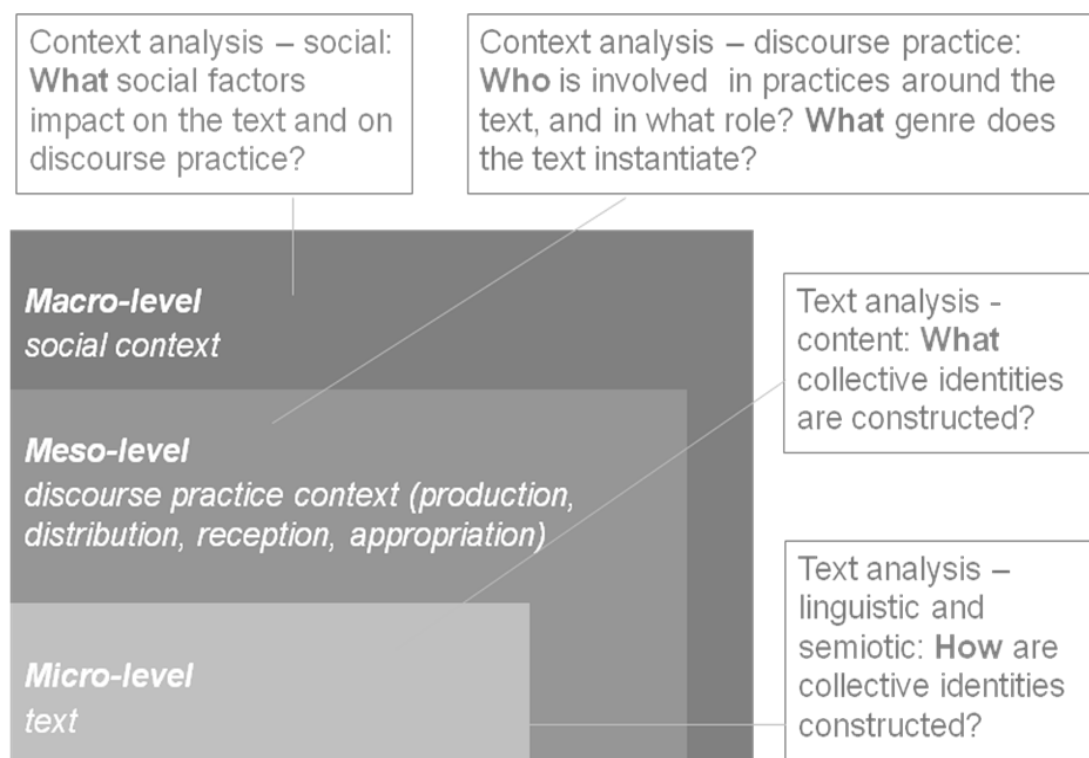 Context analysis – social:
What social factors
impact on the text and on
discourse practice?
Context analysis – discourse practice:
Who is involved in practices around the
text, and in what role? What genre does
the text instantiate?
Macro-level
social context
Text analysis -
content: What
collective identities
are constructed?
Meso-level
discourse practice context (production,
distribution, reception, appropriation)
Text analysis –
linguistic and
semiotic: How are
collective identities
constructed?
Micro-level
text